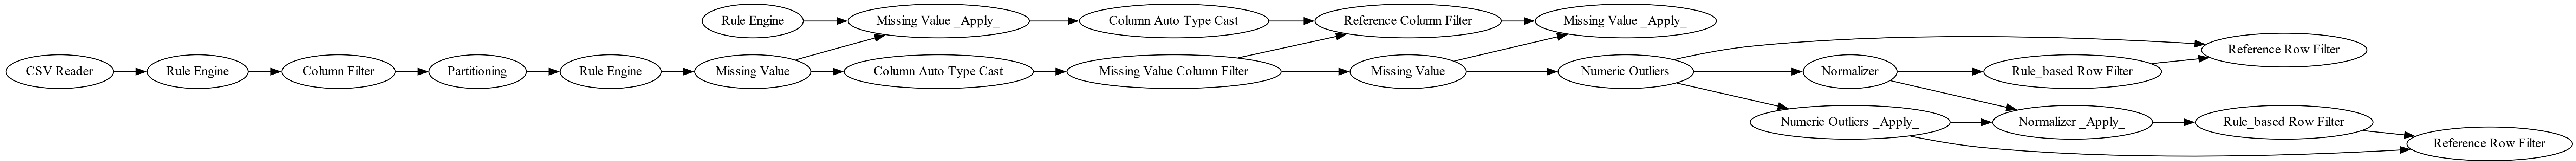 Rule Engine
Missing Value _Apply_
Column Auto Type Cast
Reference Column Filter
Missing Value _Apply_
CSV Reader
Rule Engine
Column Filter
Partitioning
Rule Engine
Missing Value
Column Auto Type Cast
Missing Value Column Filter
Missing Value
Numeric Outliers
Normalizer
Rule_based Row Filter
Reference Row Filter
Numeric Outliers _Apply_
Normalizer _Apply_
Rule_based Row Filter
Reference Row Filter